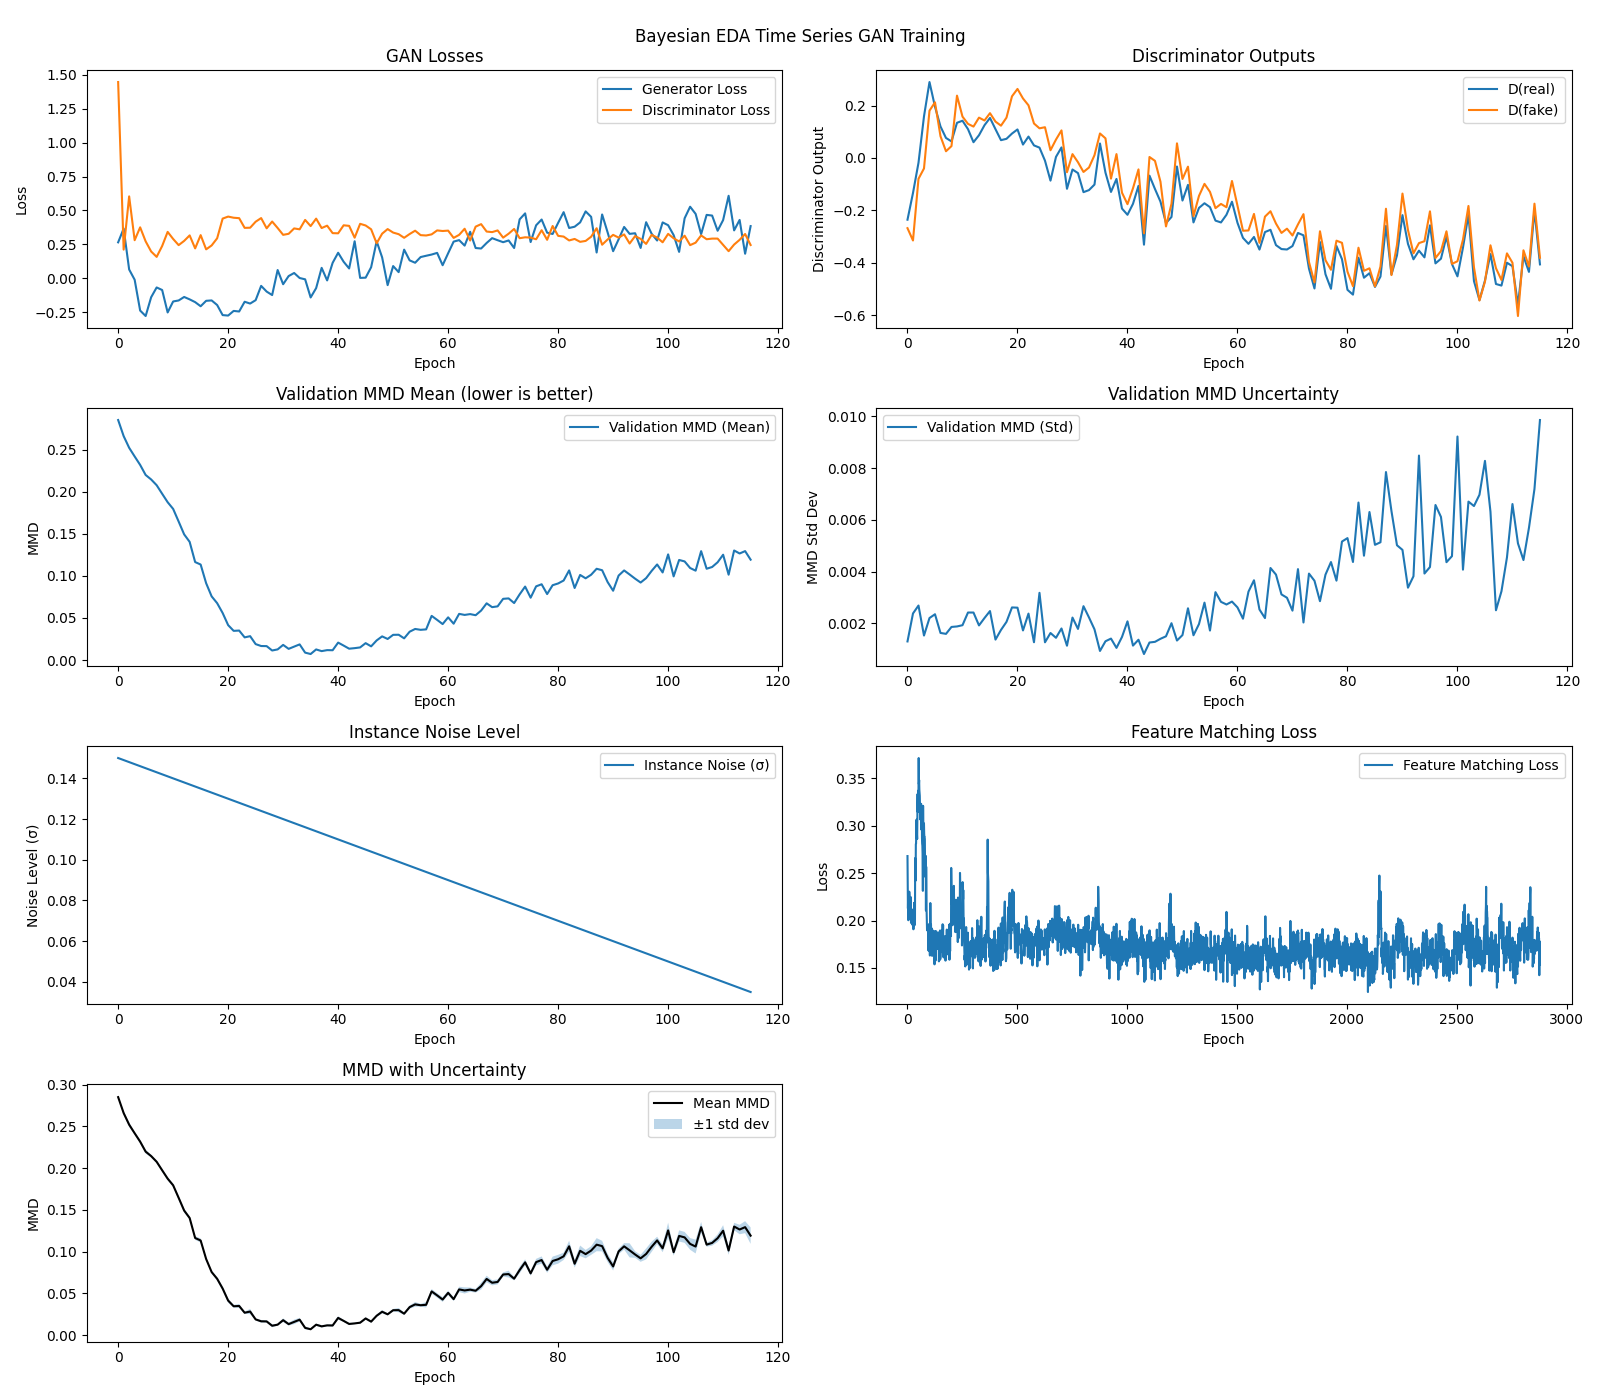 Bayesian EDA Time Series GAN Training
GAN Losses
1.50
1.25
1.00
0.75
0.50
0.25
0.00
−0.25
Loss
Generator Loss
Discriminator Loss
0 20 40 60 80 100 120
Epoch
Discriminator Outputs
0.2
0.0
−0.2
−0.4
−0.6
Discriminator Output
D(real)
D(fake)
0 20 40 60 80 100 120
Epoch
Validation MMD Mean (lower is better)
0.25
0.20
0.15
0.10
0.05
0.00
MMD
Validation MMD (Mean)
0 20 40 60 80 100 120
Epoch
Validation MMD Uncertainty
0.010
0.008
0.006
0.004
0.002
MMD Std Dev
Validation MMD (Std)
0 20 40 60 80 100 120
Epoch
Instance Noise Level
0.14
0.12
0.10
0.08
0.06
0.04
Noise Level (σ)
Instance Noise (σ)
0 20 40 60 80 100 120
Epoch
Feature Matching Loss
0.35
0.30
0.25
0.20
0.15
Loss
Feature Matching Loss
0 500 1000 1500 2000 2500 3000
Epoch
MMD with Uncertainty
0.30
0.25
0.20
0.15
0.10
0.05
0.00
MMD
Mean MMD
±1 std dev
0 20 40 60 80 100 120
Epoch